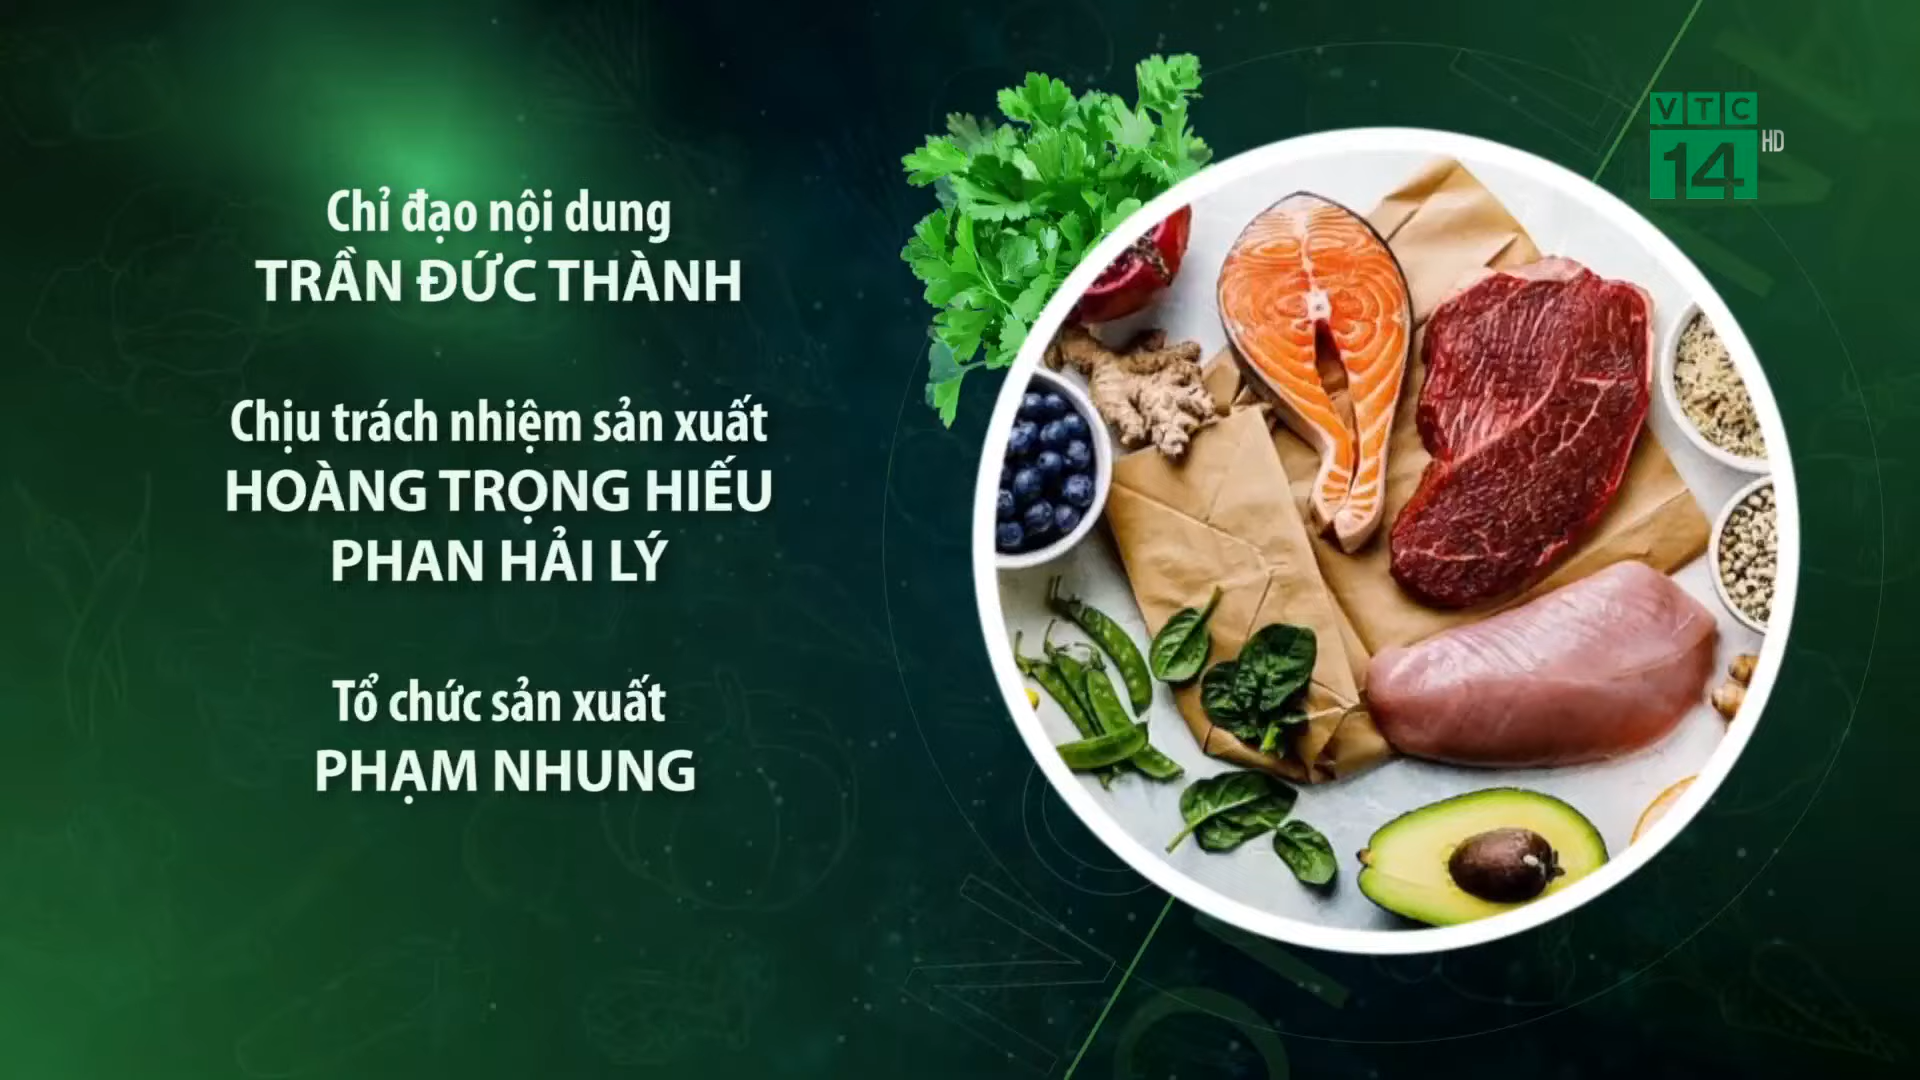 Chỉ đạo nội dung
TRẦN ĐỨC THÀNH
Chịu trách nhiệm sản xuất
HOÀNG TRỌNG HIẾU
PHAN HẢI LÝ
Tổ chức sản xuất
PHẠM NHUNG
VTC
14 HD